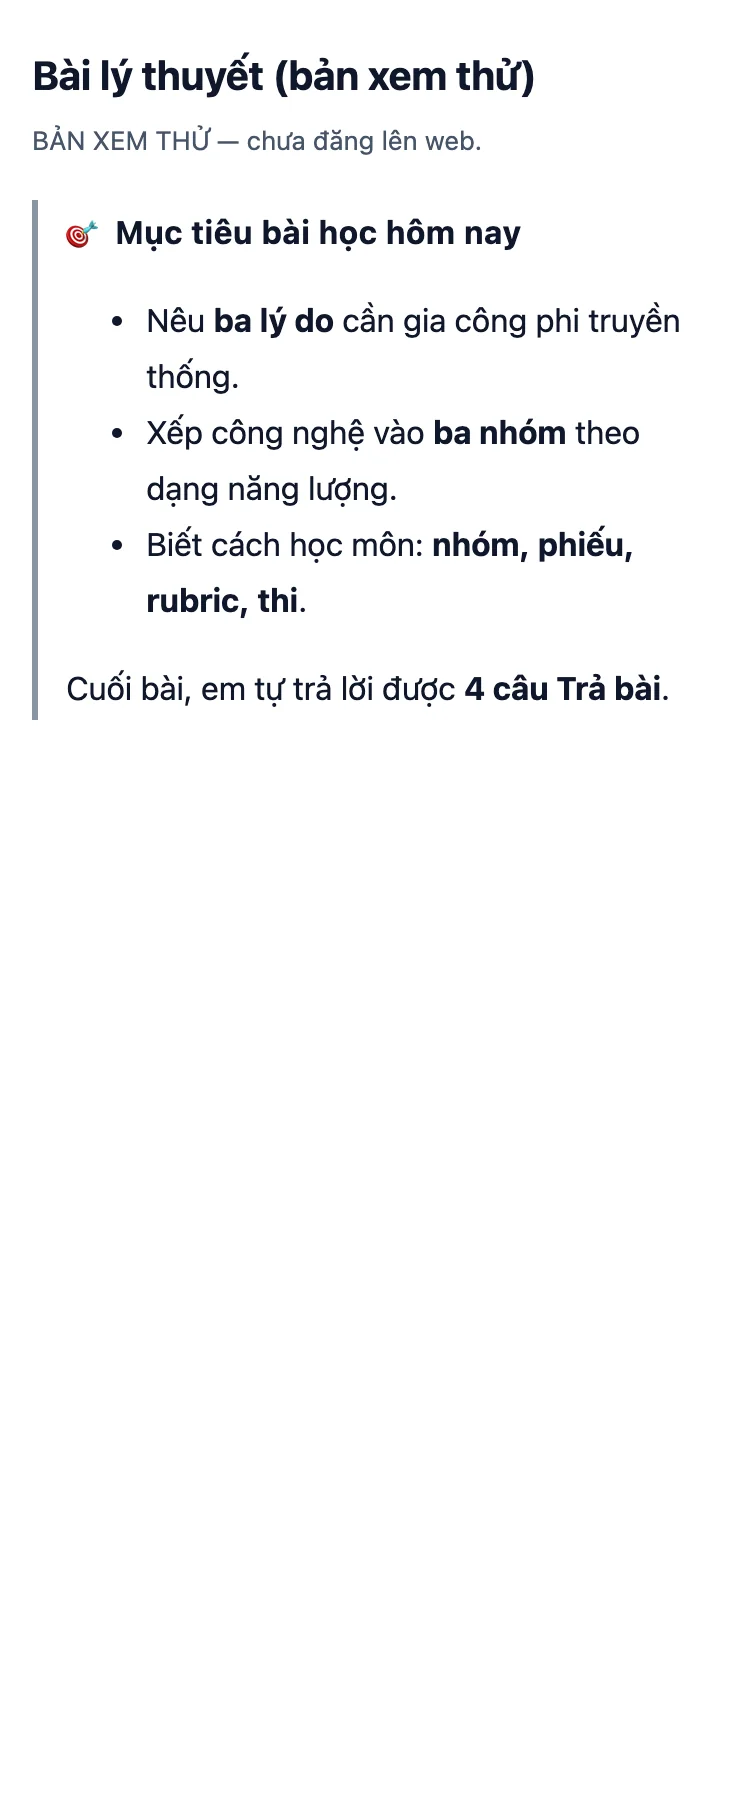 Bài lý thuyết (bản xem thử)
BẢN XEM THỬ — chưa đăng lên web.
🎯 Mục tiêu bài học hôm nay
• Nêu ba lý do cần gia công phi truyền
thống.
• Xếp công nghệ vào ba nhóm theo
dạng năng lượng.
• Biết cách học môn: nhóm, phiếu,
rubric, thi.
Cuối bài, em tự trả lời được 4 câu Trả bài.